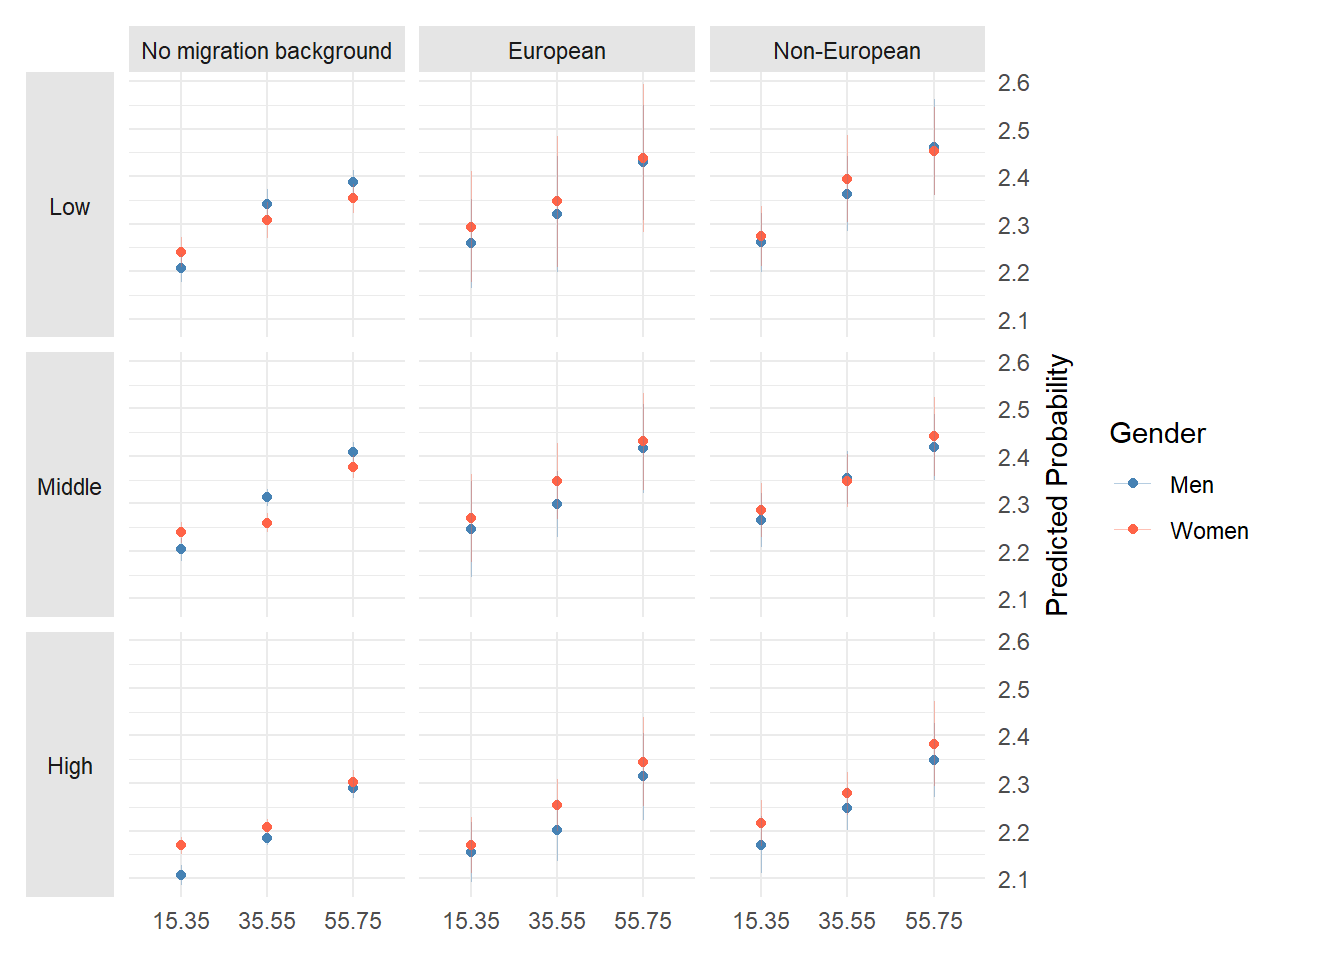 No migration background
European
Non-European
Low
2.6
2.5
2.4
2.3
2.2
2.1
Middle
2.6
2.5
2.4
2.3
2.2
2.1
High
2.6
2.5
2.4
2.3
2.2
2.1
15.35 35.55 55.75
15.35 35.55 55.75
15.35 35.55 55.75
Predicted Probability
Gender
Men
Women